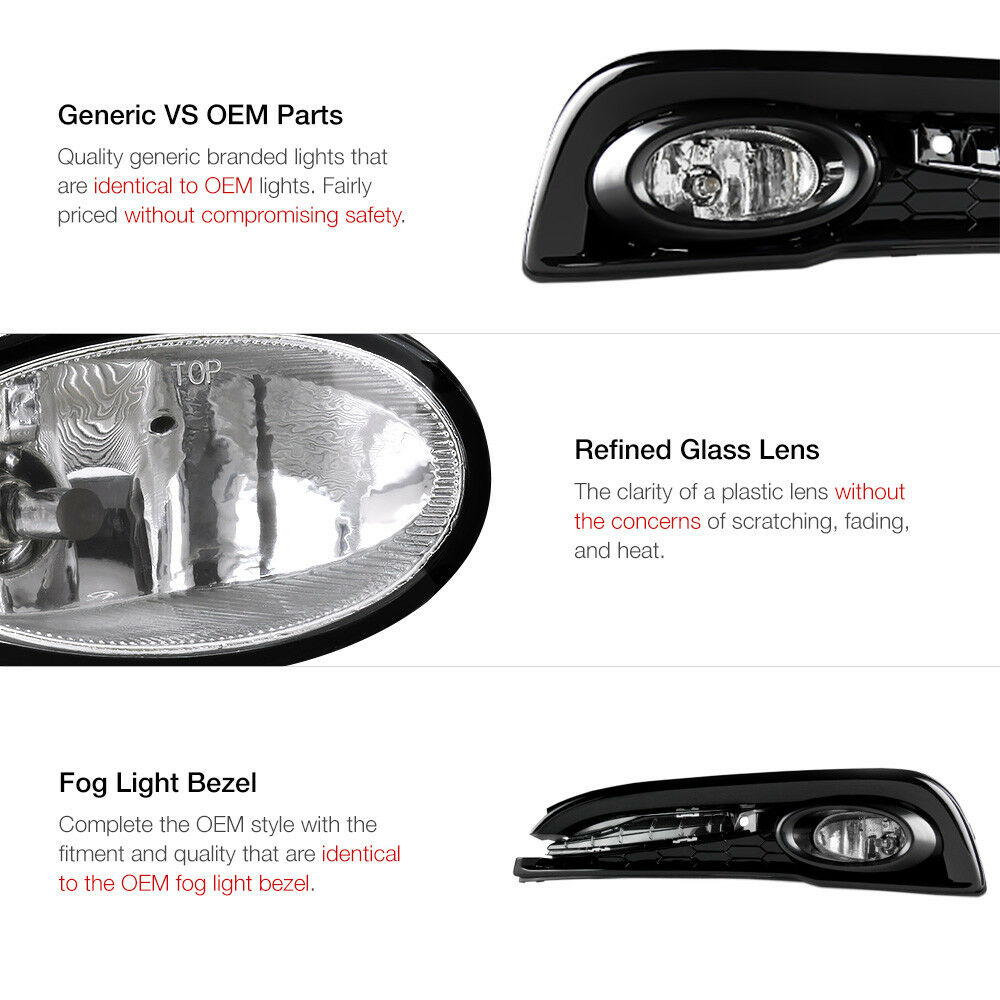 Generic VS OEM Parts
Quality generic branded lights that
are identical to OEM lights. Fairly
priced without compromising safety.
TOP
Refined Glass Lens
The clarity of a plastic lens without
the concerns of scratching, fading,
and heat.
Fog Light Bezel
Complete the OEM style with the
fitment and quality that are identical
to the OEM fog light bezel.